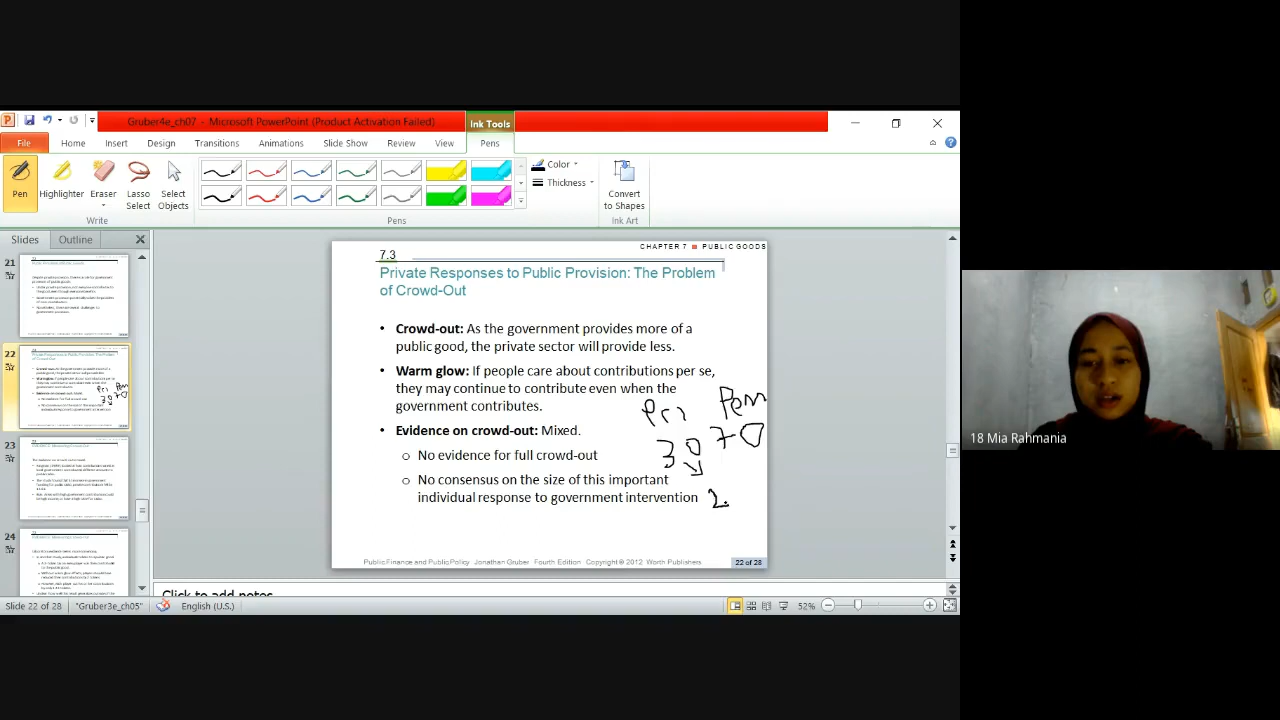 Gruber4e_ch07 - Microsoft PowerPoint (Product Activation Failed)
Ink Tools
File Home Insert Design Transitions Animations Slide Show Review View Pens
Pen Highlighter Eraser Lasso Select Select Objects
Color
Thickness
Convert to Shapes
Write Pens Ink Art
Slides Outline
21
22
23
24
CHAPTER 7 ■ PUBLIC GOODS
7.3
Private Responses to Public Provision: The Problem
of Crowd-Out
• Crowd-out: As the government provides more of a
public good, the private sector will provide less.
• Warm glow: If people care about contributions per se,
they may continue to contribute even when the
government contributes.
Pri Pem
• Evidence on crowd-out: Mixed.
30 70
o No evidence for full crowd-out
o No consensus on the size of this important
individual response to government intervention
2.
Public Finance and Public Policy Jonathan Gruber Fourth Edition Copyright © 2012 Worth Publishers
22 of 28
Click to add notes
Slide 22 of 28 "Gruber3e_ch05" English (U.S.) 52%
18 Mia Rahmania